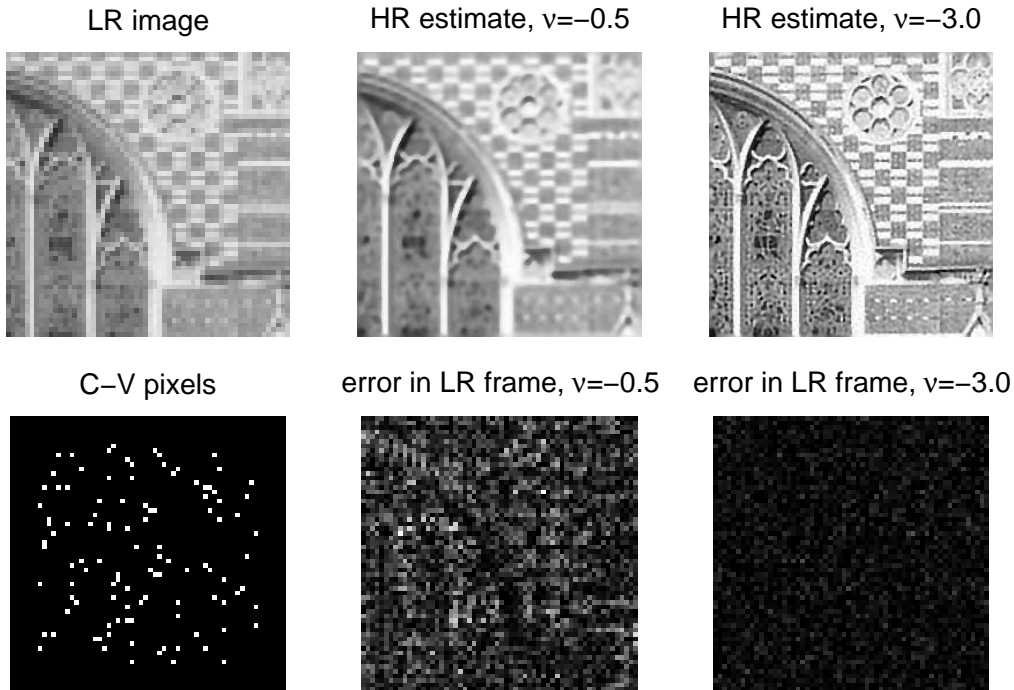 LR image
HR estimate, ν=−0.5
HR estimate, ν=−3.0
C−V pixels
error in LR frame, ν=−0.5
error in LR frame, ν=−3.0